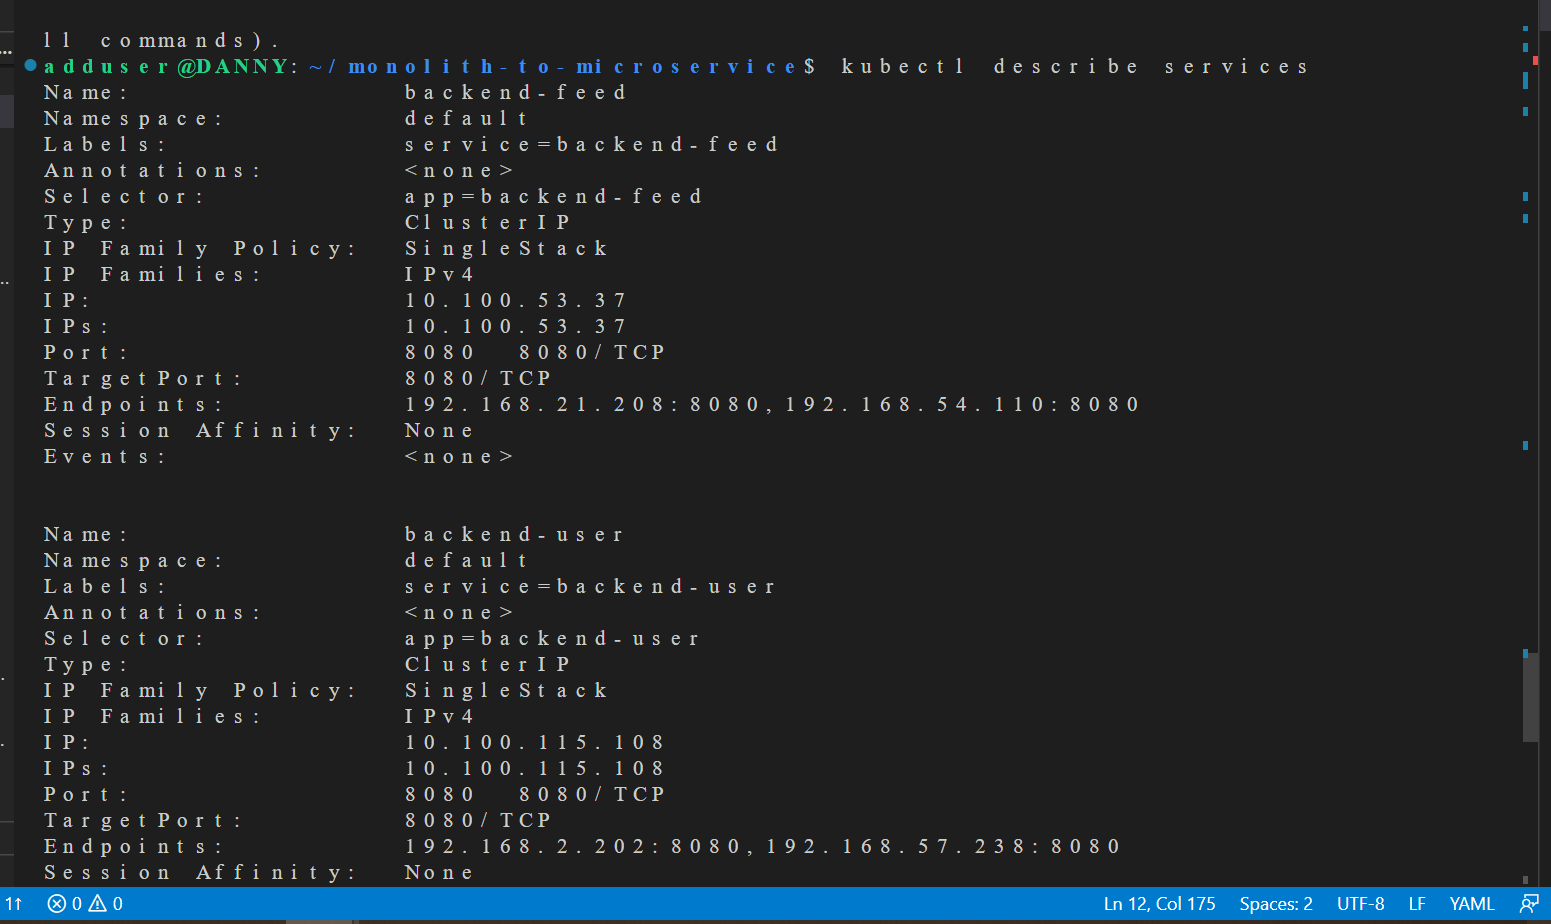 ll commands).
adduser@DANNY:~/monolith-to-microservice$ kubectl describe services
Name: backend-feed
Namespace: default
Labels: service=backend-feed
Annotations: <none>
Selector: app=backend-feed
Type: ClusterIP
IP Family Policy: SingleStack
IP Families: IPv4
IP: 10.100.53.37
IPs: 10.100.53.37
Port: 8080 8080/TCP
TargetPort: 8080/TCP
Endpoints: 192.168.21.208:8080,192.168.54.110:8080
Session Affinity: None
Events: <none>
Name: backend-user
Namespace: default
Labels: service=backend-user
Annotations: <none>
Selector: app=backend-user
Type: ClusterIP
IP Family Policy: SingleStack
IP Families: IPv4
IP: 10.100.115.108
IPs: 10.100.115.108
Port: 8080 8080/TCP
TargetPort: 8080/TCP
Endpoints: 192.168.2.202:8080,192.168.57.238:8080
Session Affinity: None
1↑ 0 0 Ln 12, Col 175 Spaces: 2 UTF-8 LF YAML